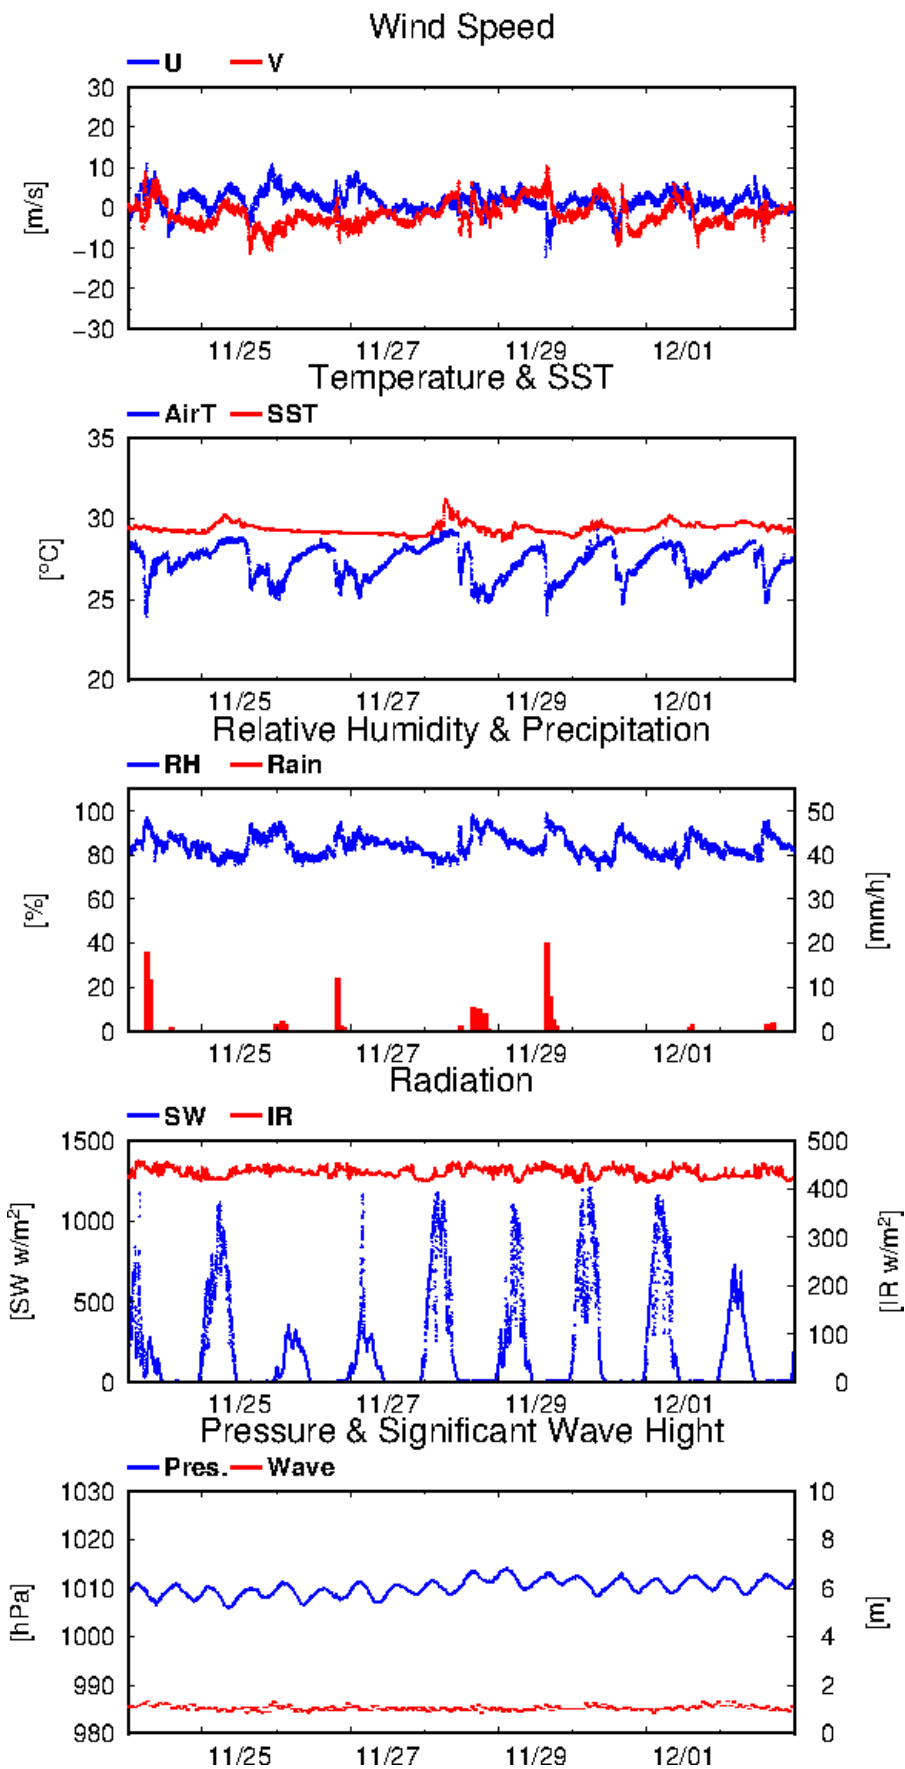 Wind Speed
U V
30
20
10
0
−10
−20
−30
[m/s]
11/25 11/27 11/29 12/01
Temperature & SST
AirT SST
35
30
25
20
[°C]
11/25 11/27 11/29 12/01
Relative Humidity & Precipitation
RH Rain
100 50
80 40
60 30
40 20
20 10
0 0
[%] [mm/h]
11/25 11/27 11/29 12/01
Radiation
SW IR
1500 500
400
1000 300
200
500 100
0 0
[SW w/m²] [IR w/m²]
11/25 11/27 11/29 12/01
Pressure & Significant Wave Hight
Pres. Wave
1030 10
1020 8
1010 6
1000 4
990 2
980 0
[hPa] [m]
11/25 11/27 11/29 12/01